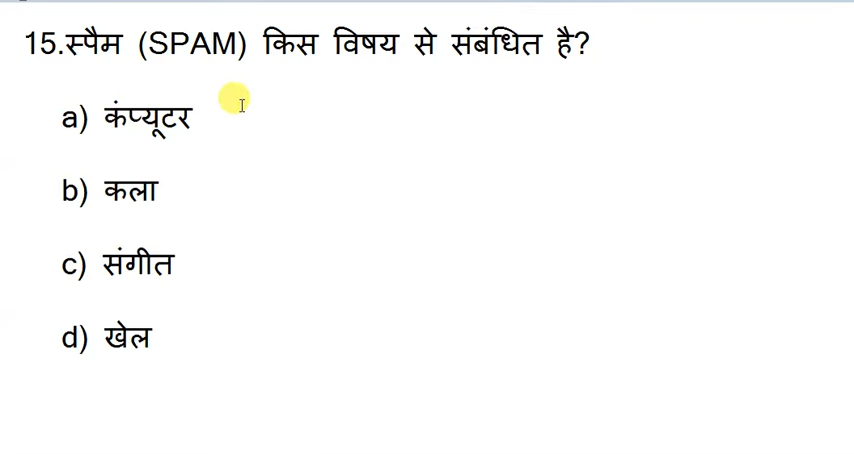 15.स्पैम (SPAM) किस विषय से संबंधित है?
a) कंप्यूटर
b) कला
c) संगीत
d) खेल